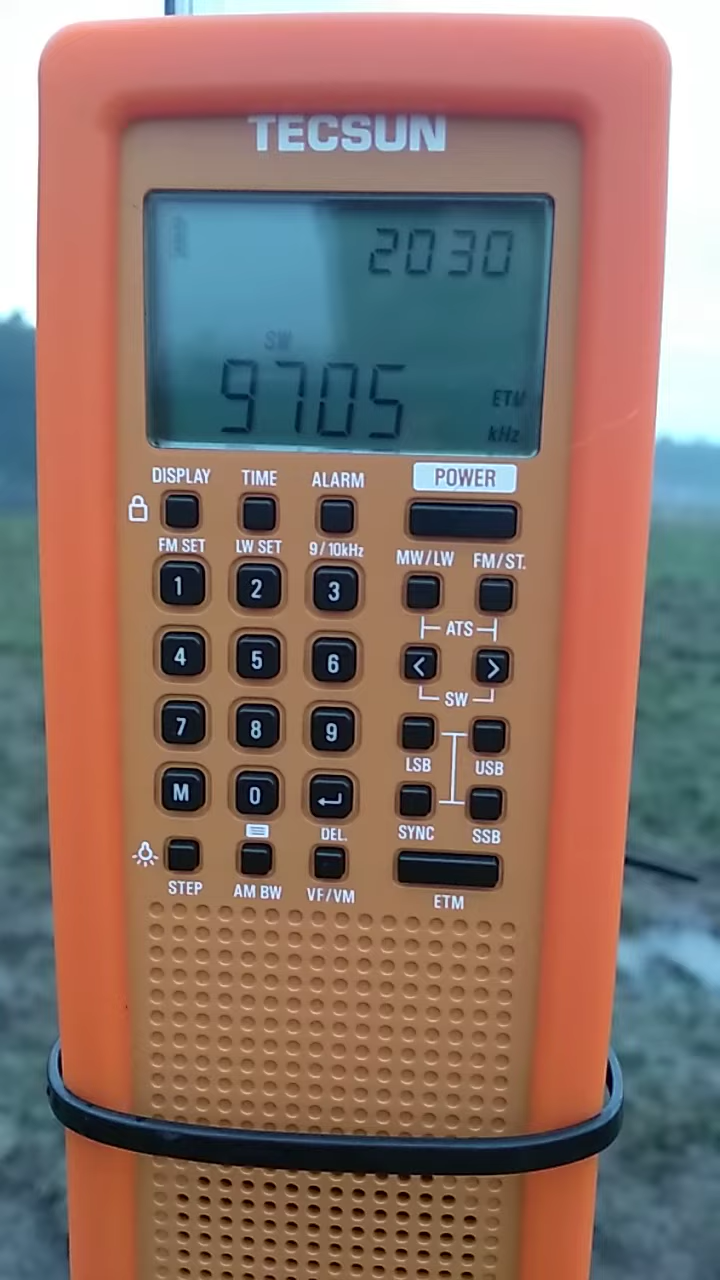 TECSUN
2030
SW
9705
ETM
kHz
DISPLAY TIME ALARM POWER
FM SET LW SET 9/10kHz
MW/LW FM/ST.
1 2 3
ATS
4 5 6 < >
SW
7 8 9
LSB USB
M 0
DEL. SYNC SSB
STEP AM BW VF/VM ETM